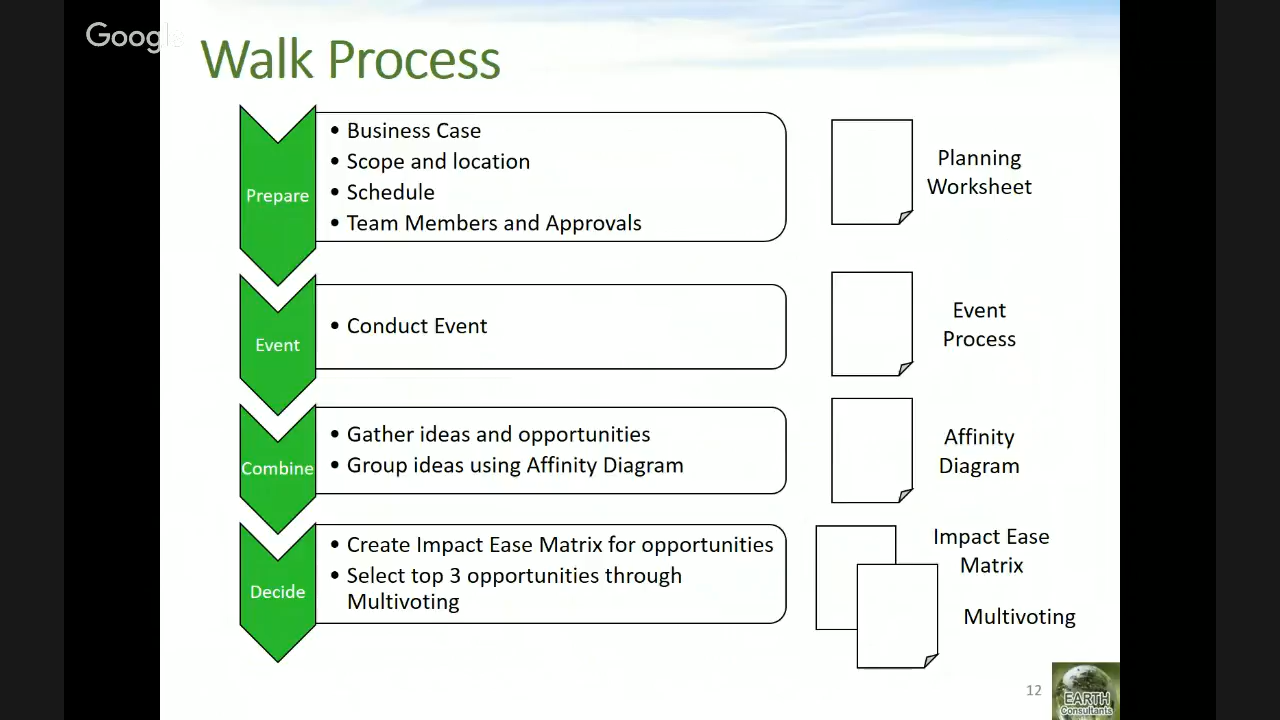 Google
Walk Process
Prepare
• Business Case
• Scope and location
• Schedule
• Team Members and Approvals
Planning
Worksheet
Event
• Conduct Event
Event
Process
Combine
• Gather ideas and opportunities
• Group ideas using Affinity Diagram
Affinity
Diagram
Decide
• Create Impact Ease Matrix for opportunities
• Select top 3 opportunities through
Multivoting
Impact Ease
Matrix
Multivoting
12
EARTH
Consultants